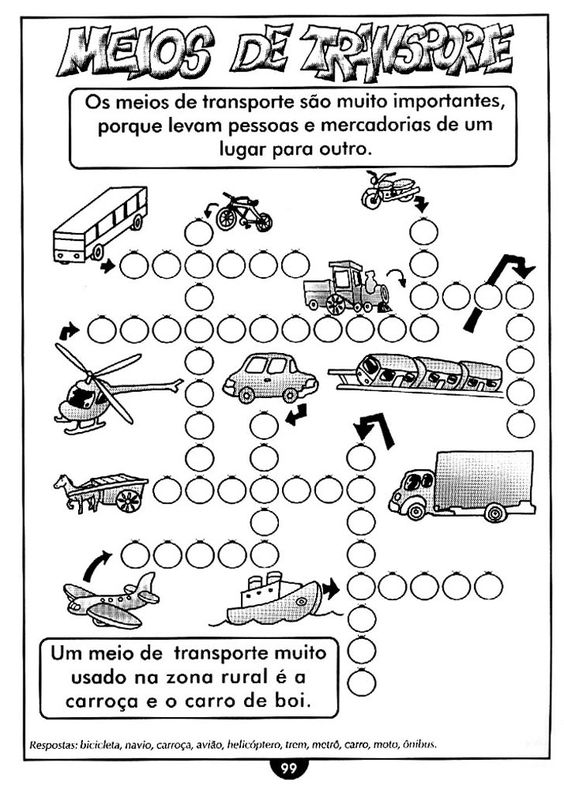 MEIOS DE TRANSPORTE
Os meios de transporte são muito importantes,
porque levam pessoas e mercadorias de um
lugar para outro.
Um meio de transporte muito
usado na zona rural é a
carroça e o carro de boi.
Respostas: bicicleta, navio, carroça, avião, helicóptero, trem, metrô, carro, moto, ônibus.
99